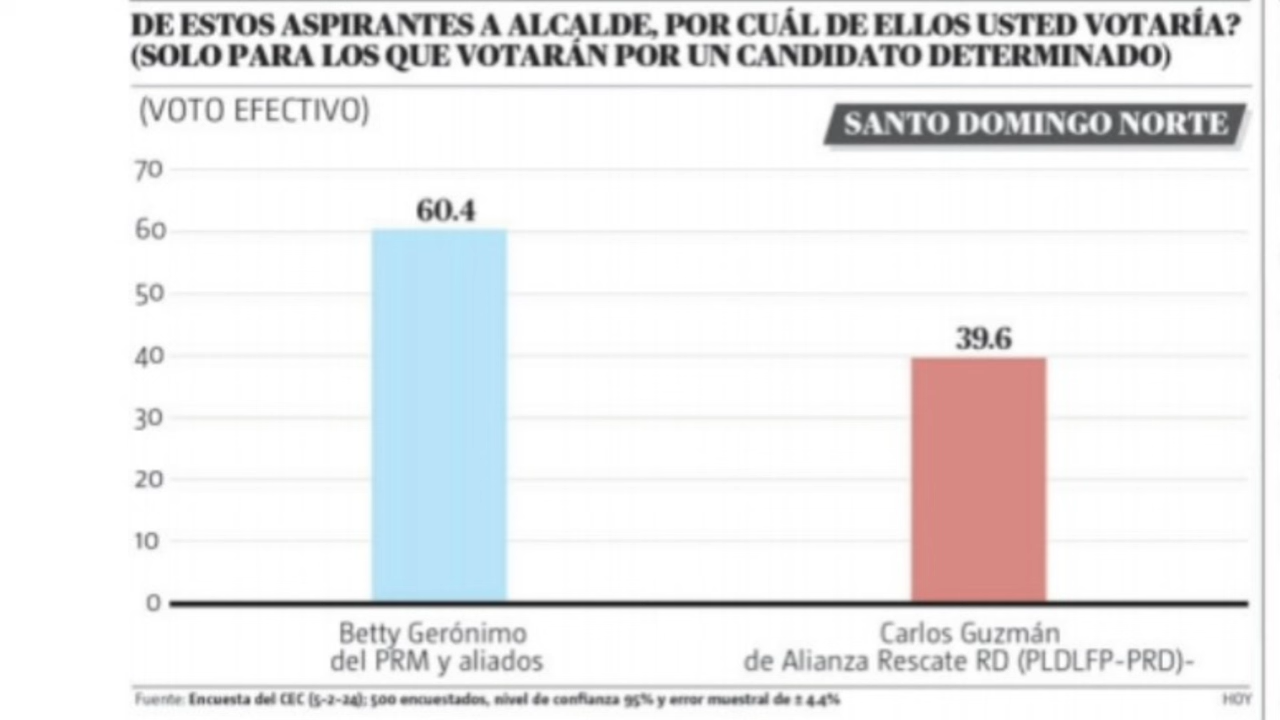 DE ESTOS ASPIRANTES A ALCALDE, POR CUÁL DE ELLOS USTED VOTARÍA?
(SOLO PARA LOS QUE VOTARÁN POR UN CANDIDATO DETERMINADO)
(VOTO EFECTIVO)
SANTO DOMINGO NORTE
70
60.4
60
50
39.6
40
30
20
10
0
Betty Gerónimo
del PRM y aliados
Carlos Guzmán
de Alianza Rescate RD (PLDLFP-PRD)-
Fuente: Encuesta del CEC (5-2-24); 500 encuestados, nivel de confianza 95% y error muestral de ± 4.4%
HOY